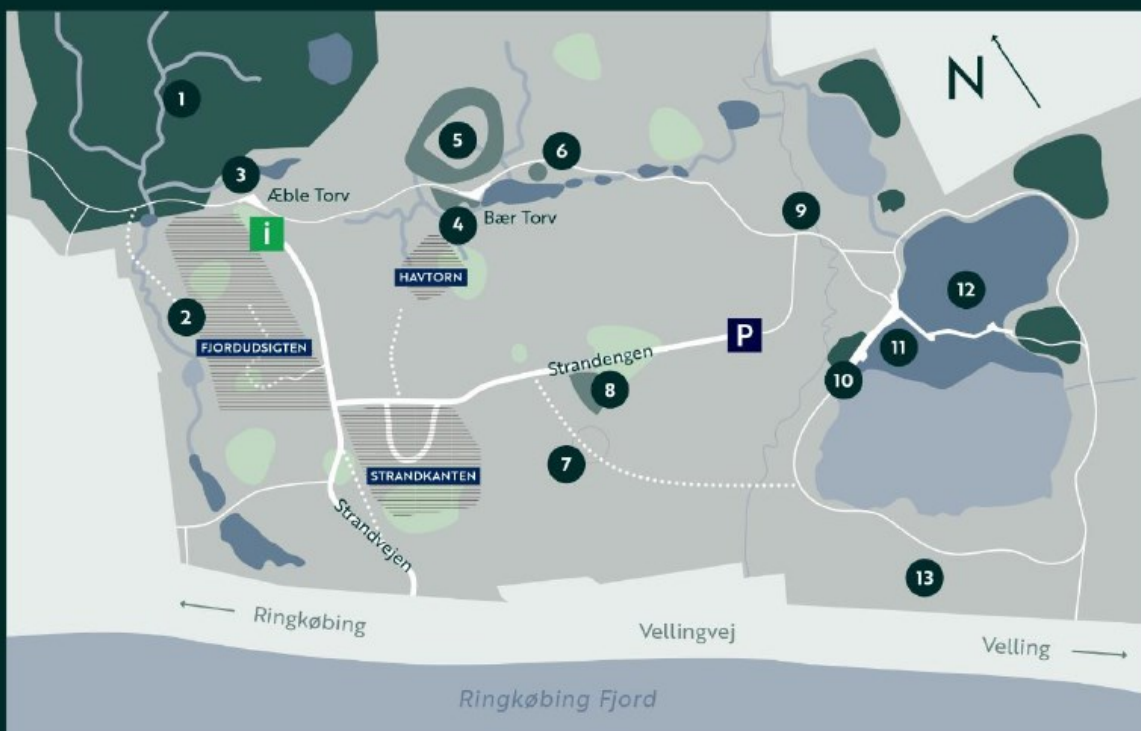 N
1
5
6
3
Æble Torv
i
4
Bær Torv
9
HAVTORN
12
2
FJORDUDSIGTEN
P
11
Strandengen
10
8
7
STRANDKANTEN
Strandvejen
13
Ringkøbing
Vellingvej
Velling
Ringkøbing Fjord